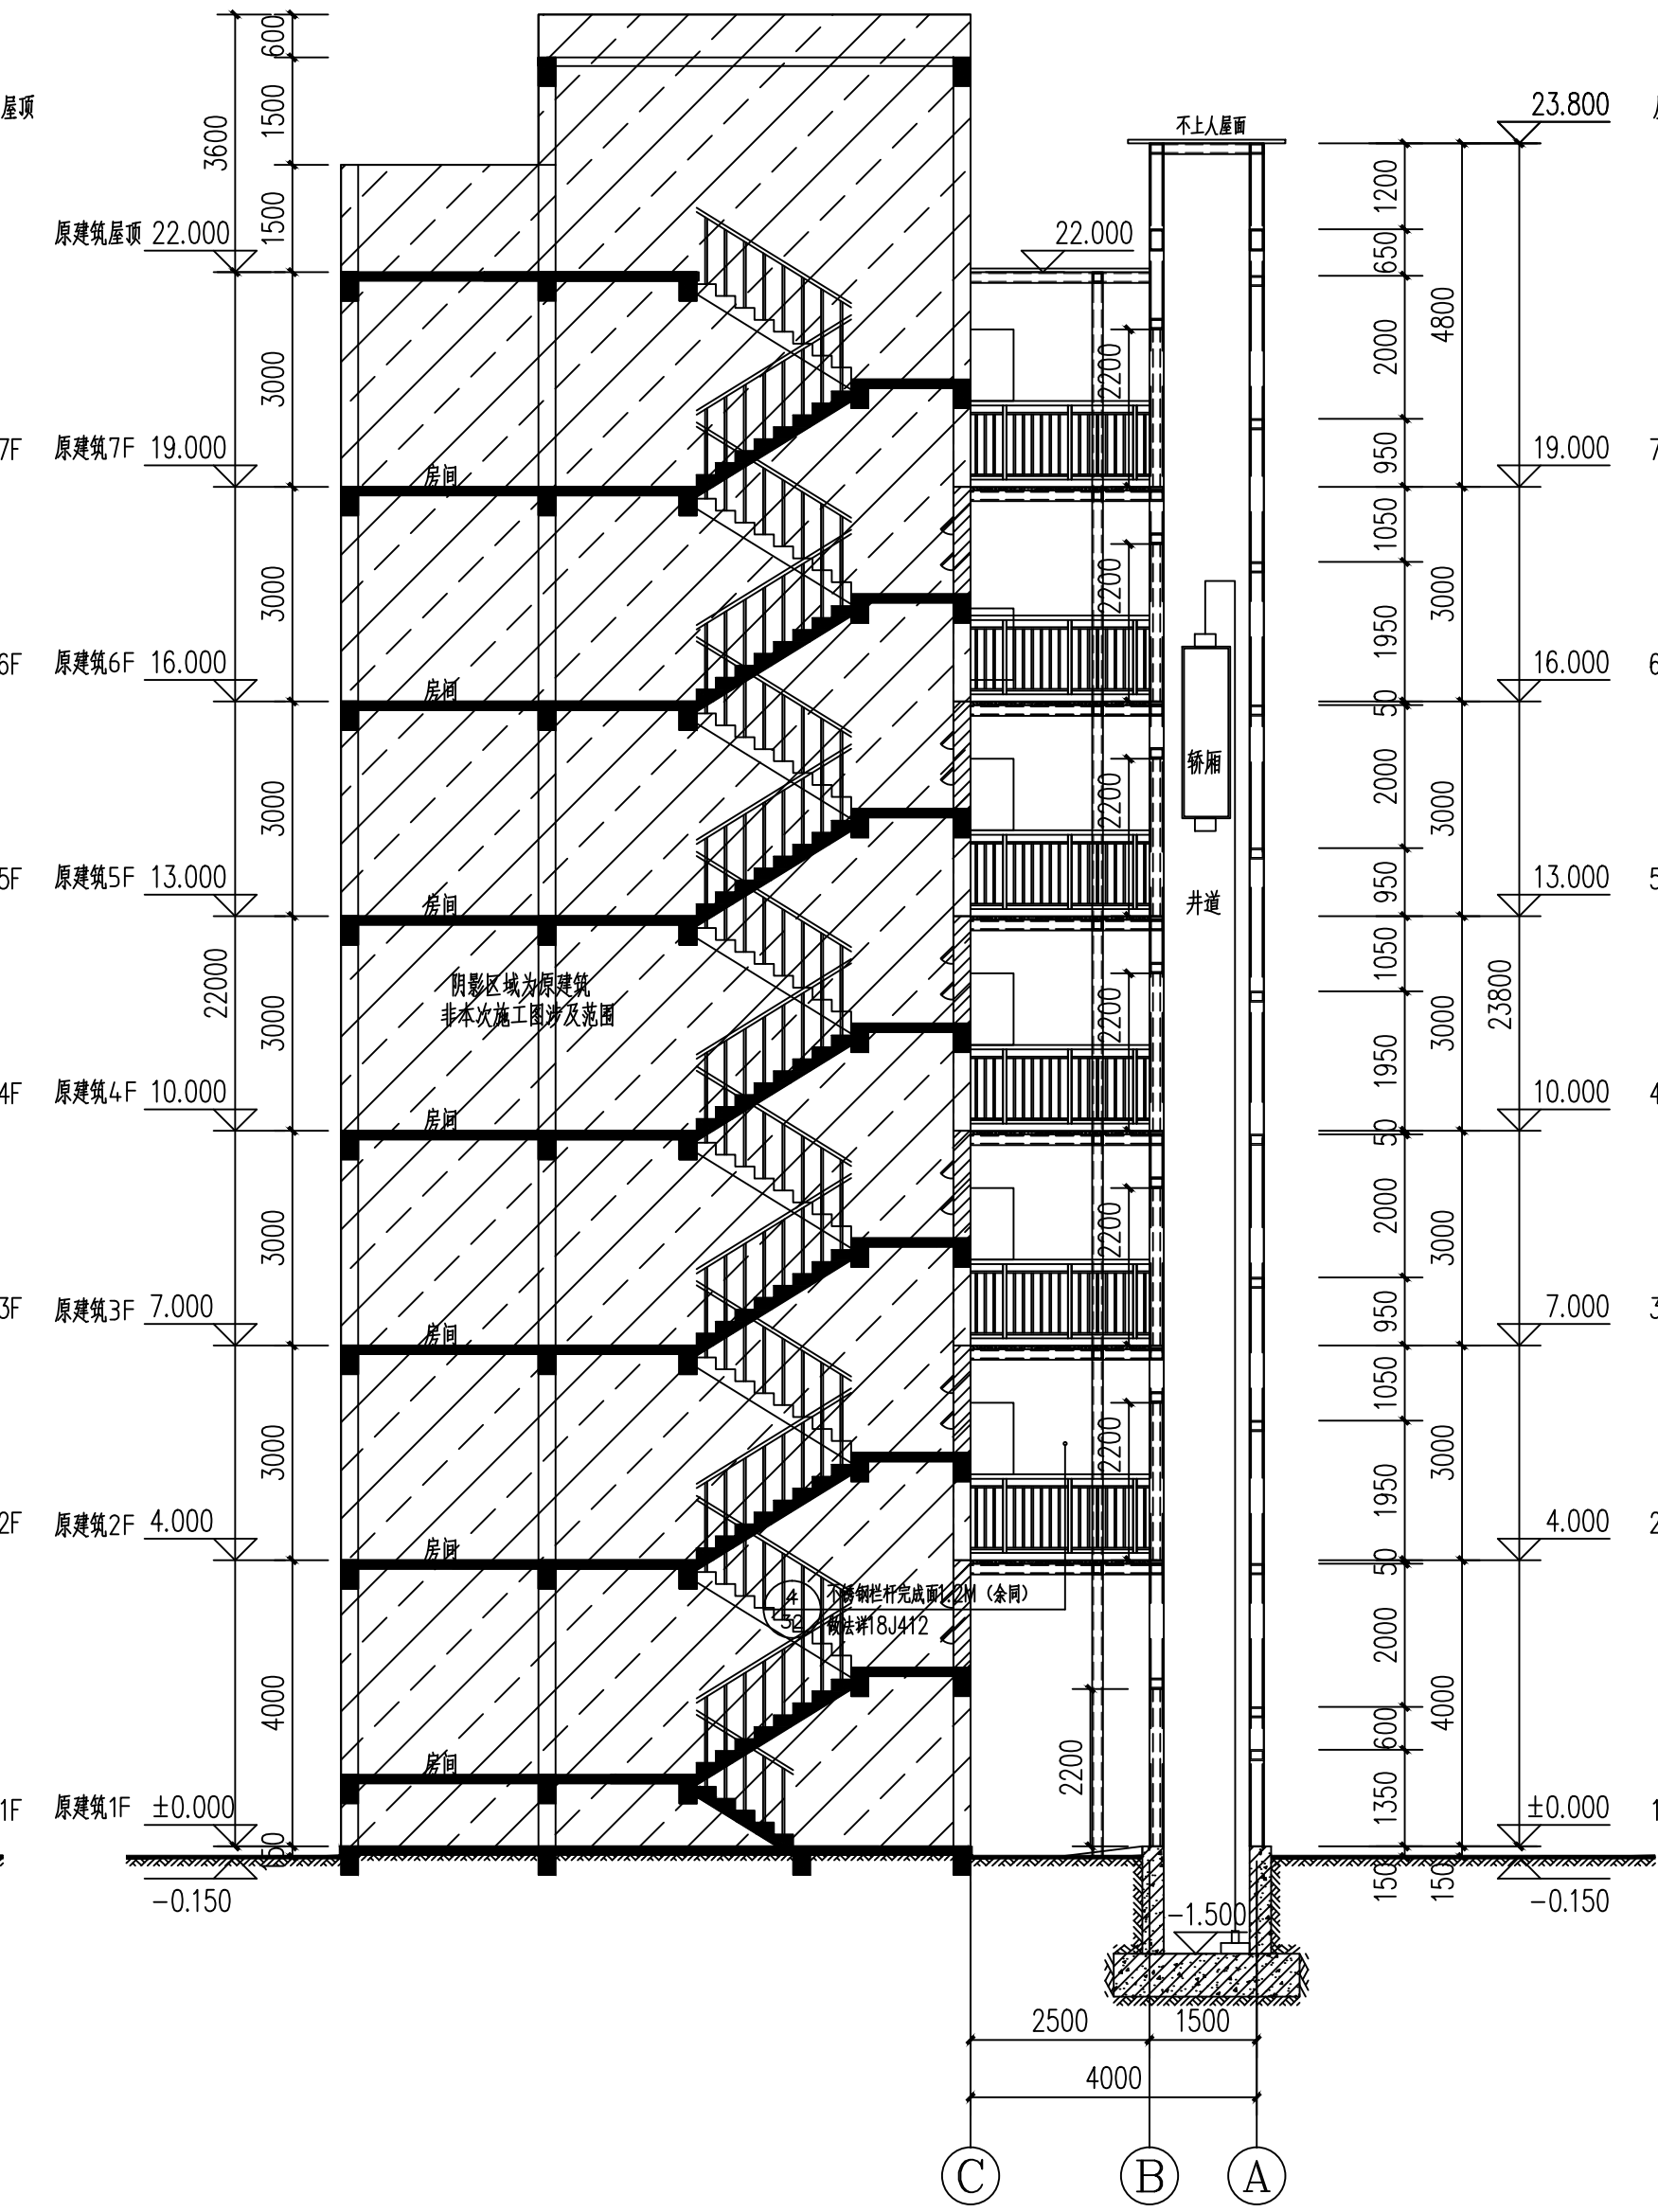 600
1500
3600
1500
屋顶
不上人屋面
23.800
原建筑屋顶 22.000
22.000
1200
650
4800
2000
950
3000
2200
7F
原建筑7F 19.000
房间
19.000
1050
3000
1950
3000
2200
6F
原建筑6F 16.000
房间
16.000
50
轿厢
2000
3000
950
3000
2200
5F
原建筑5F 13.000
房间
井道
13.000
1050
22000
阴影区域为原建筑
非本次施工图涉及范围
3000
2200
3000
1950
23800
4F
原建筑4F 10.000
房间
10.000
50
2000
3000
950
3000
2200
3F
原建筑3F 7.000
房间
7.000
1050
3000
2200
3000
1950
2F
原建筑2F 4.000
房间
4.000
50
4
32
不锈钢栏杆完成面1.2M（余同）
做法详18J412
2000
4000
4000
600
1350
2200
房间
1F
原建筑1F ±0.000
±0.000
150
150
150
-0.150
-0.150
-1.500
2500
1500
4000
C
B
A